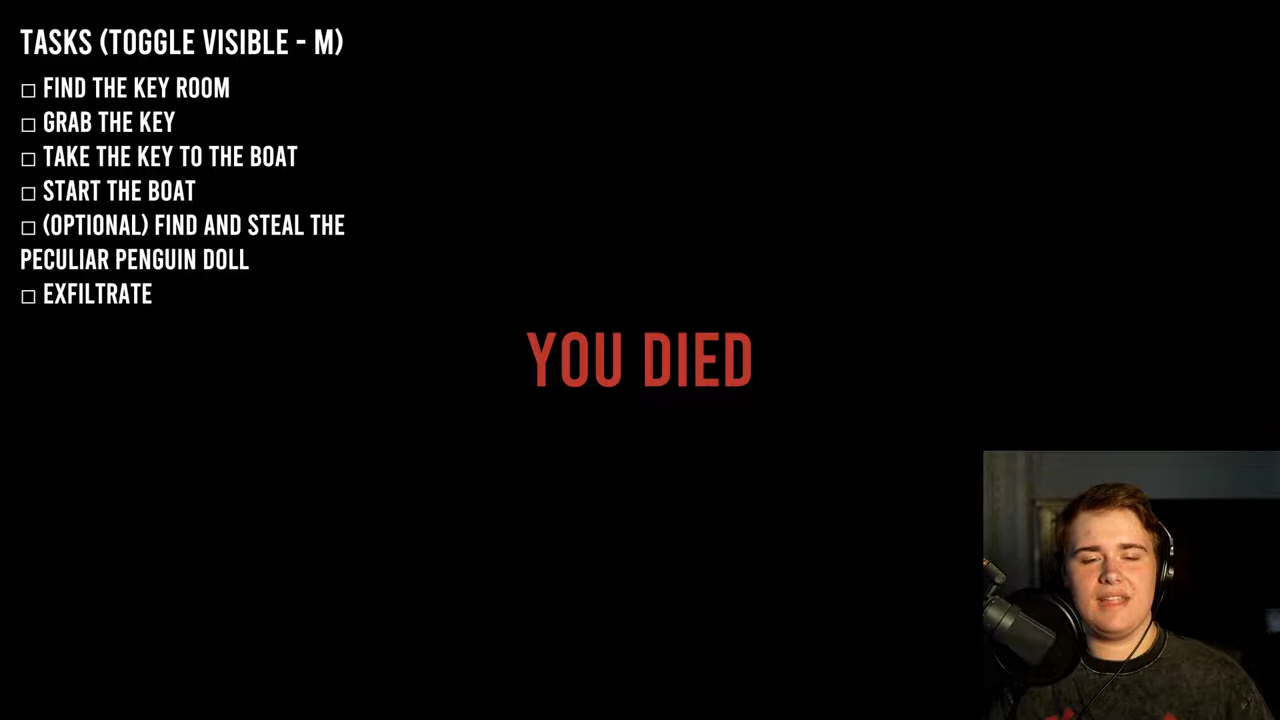 TASKS (TOGGLE VISIBLE - M)
□ FIND THE KEY ROOM
□ GRAB THE KEY
□ TAKE THE KEY TO THE BOAT
□ START THE BOAT
□ (OPTIONAL) FIND AND STEAL THE
PECULIAR PENGUIN DOLL
□ EXFILTRATE
YOU DIED